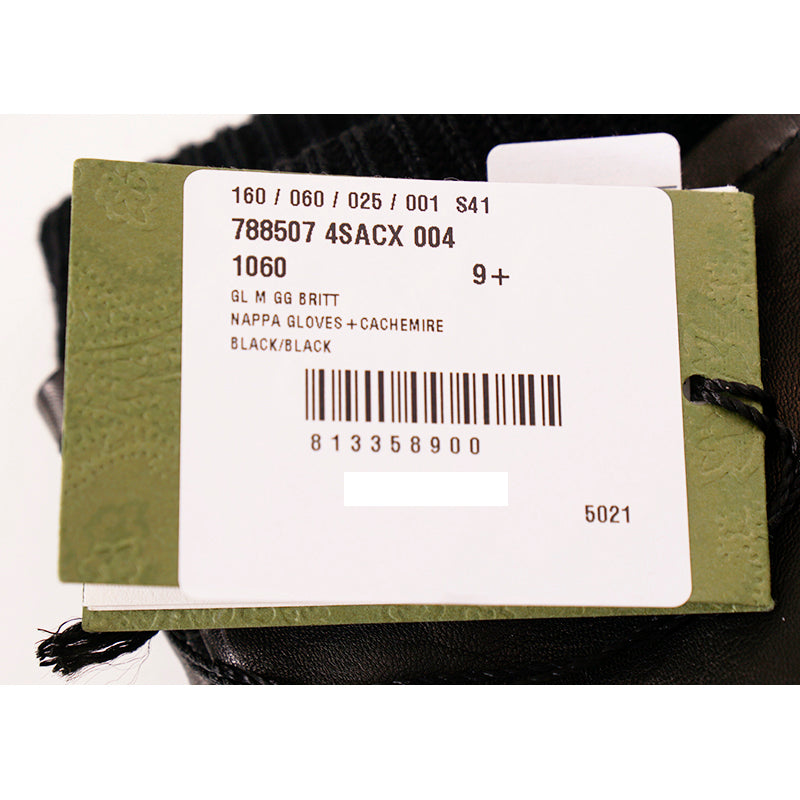 160 / 060 / 025 / 001 S41
788507 4SACX 004
1060 9+
GL M GG BRITT
NAPPA GLOVES+CACHEMIRE
BLACK/BLACK
813358900
5021